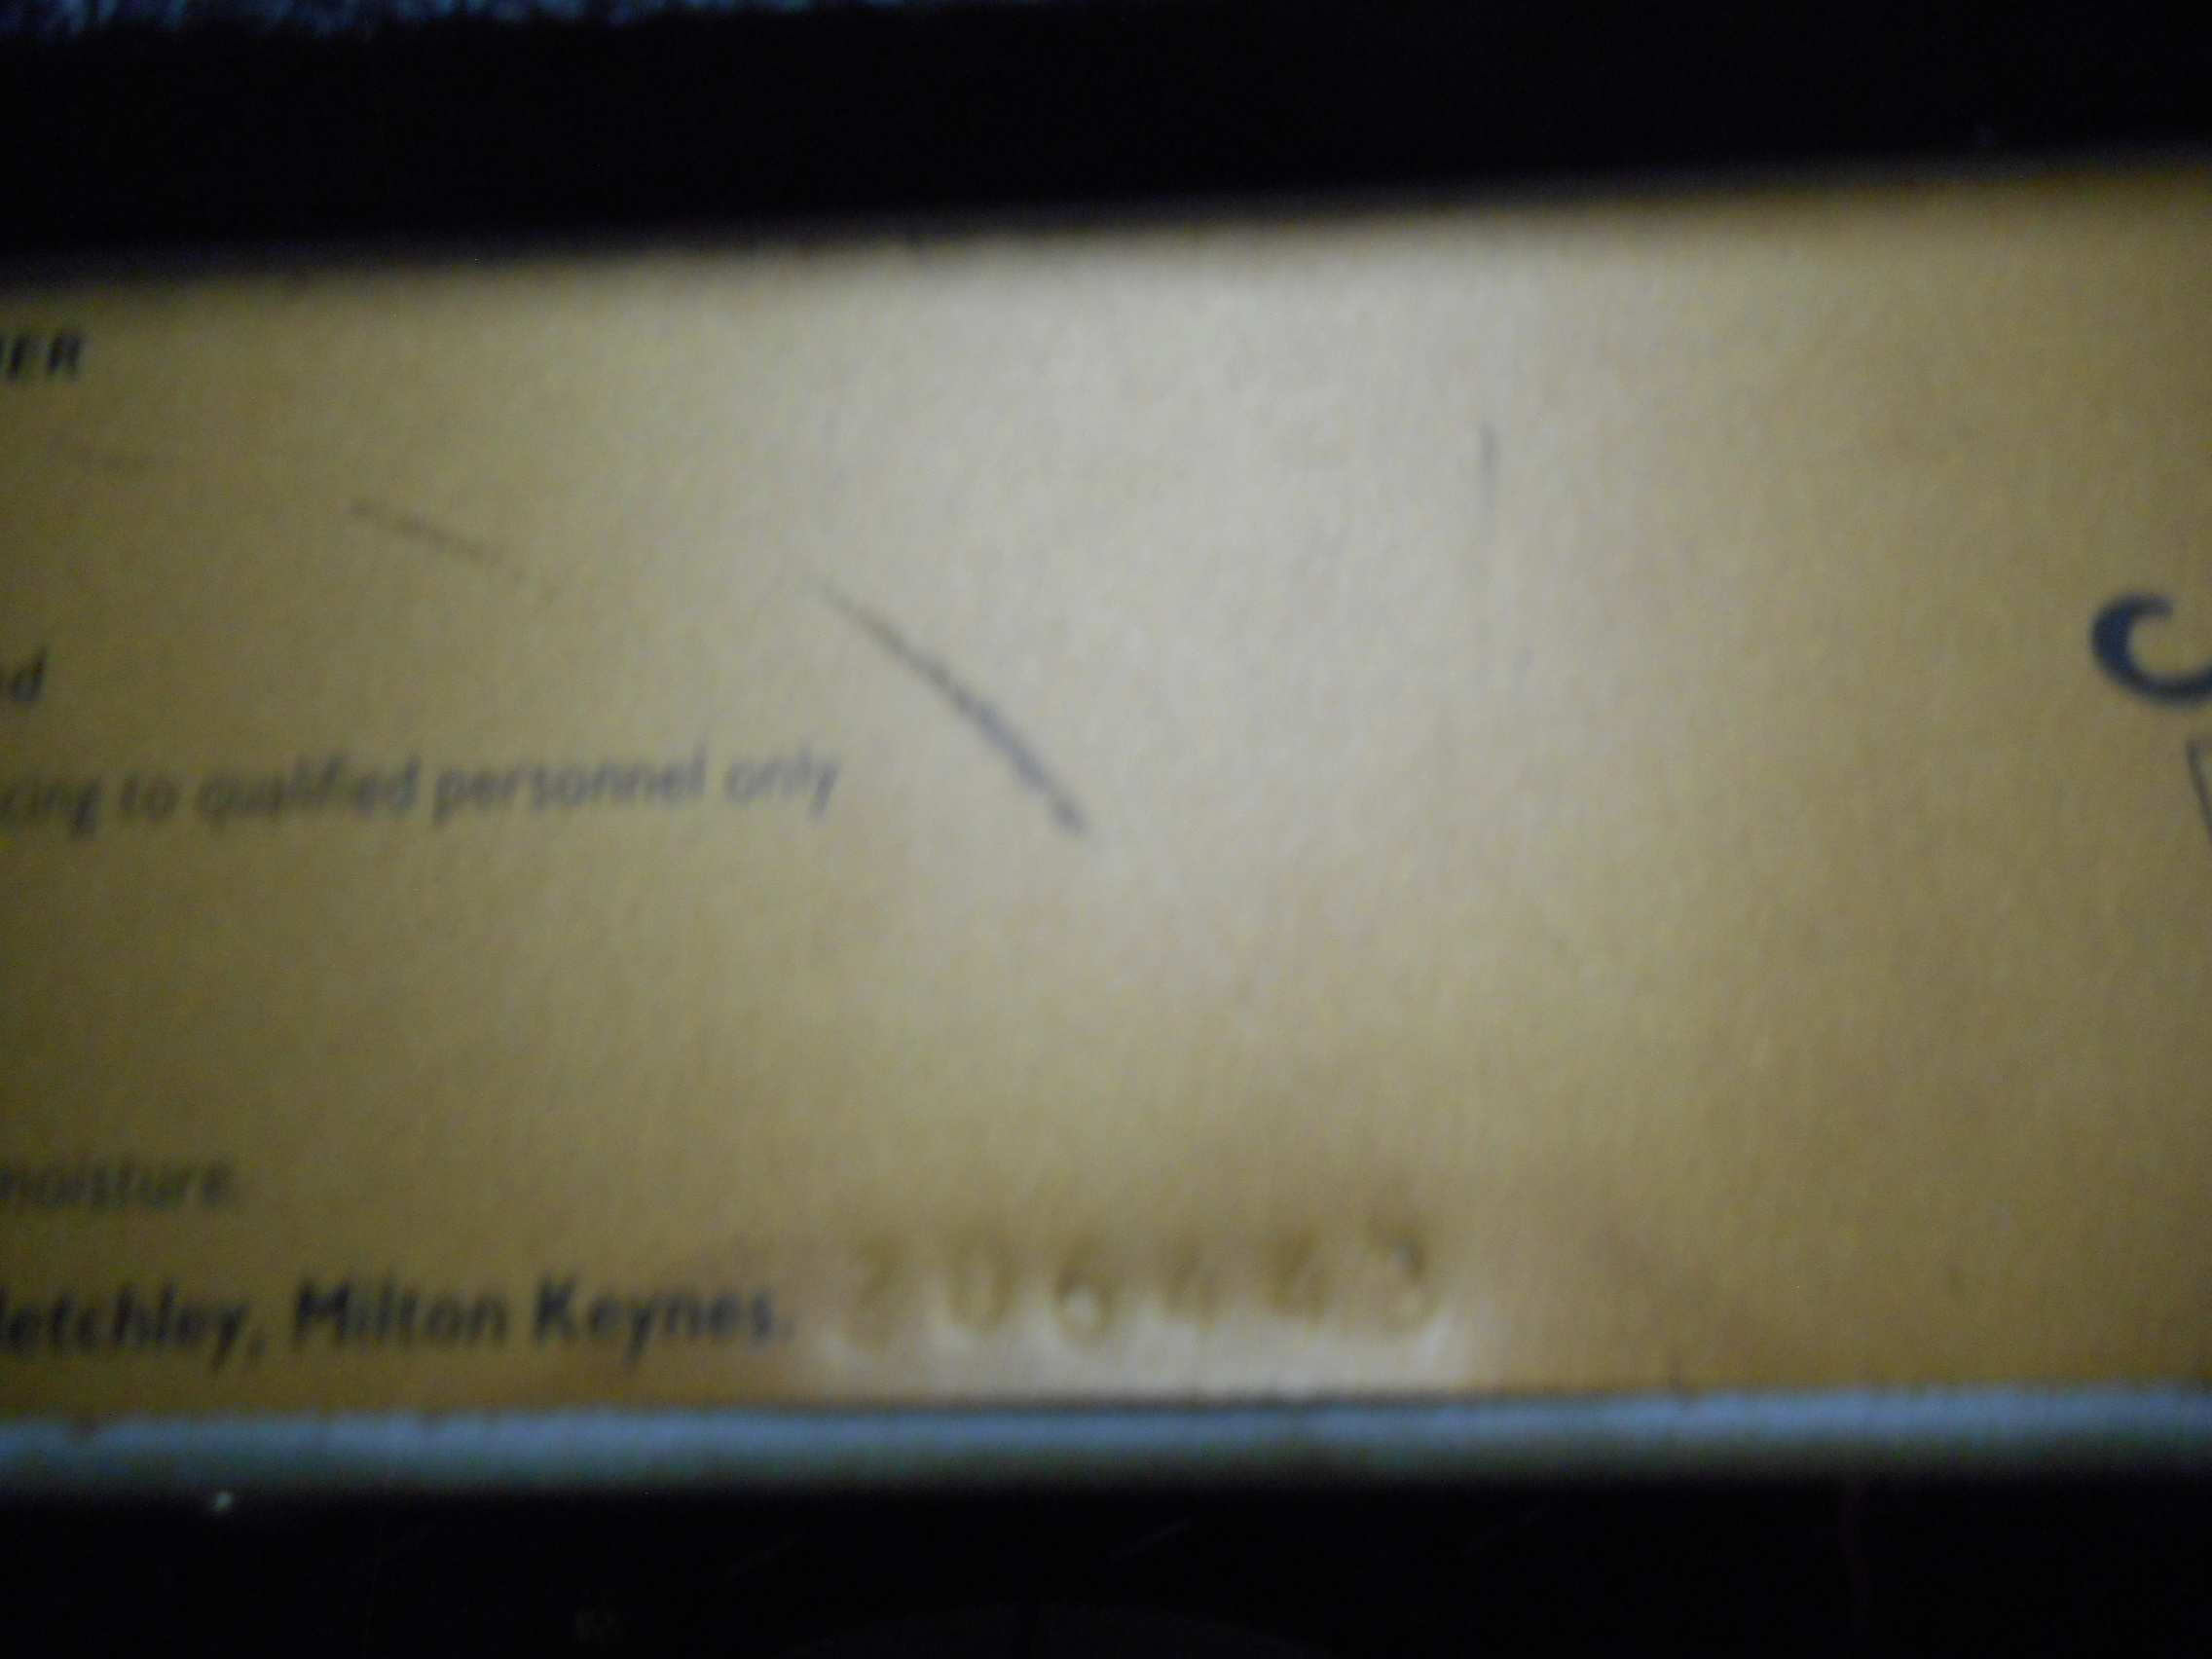 ER
d
cing to qualified personnel only
moisture.
letchley, Milton Keynes.